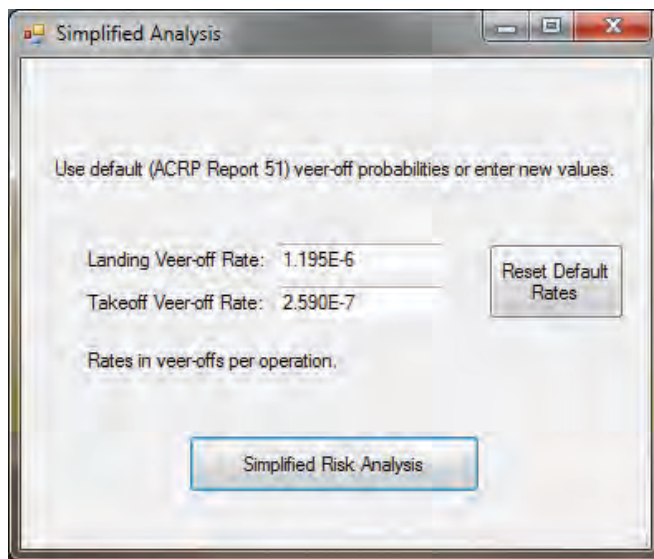 Simplified Analysis
Use default (ACRP Report 51) veer-off probabilities or enter new values.
Landing Veer-off Rate: 1.195E-6
Takeoff Veer-off Rate: 2.590E-7
Reset Default
Rates
Rates in veer-offs per operation.
Simplified Risk Analysis